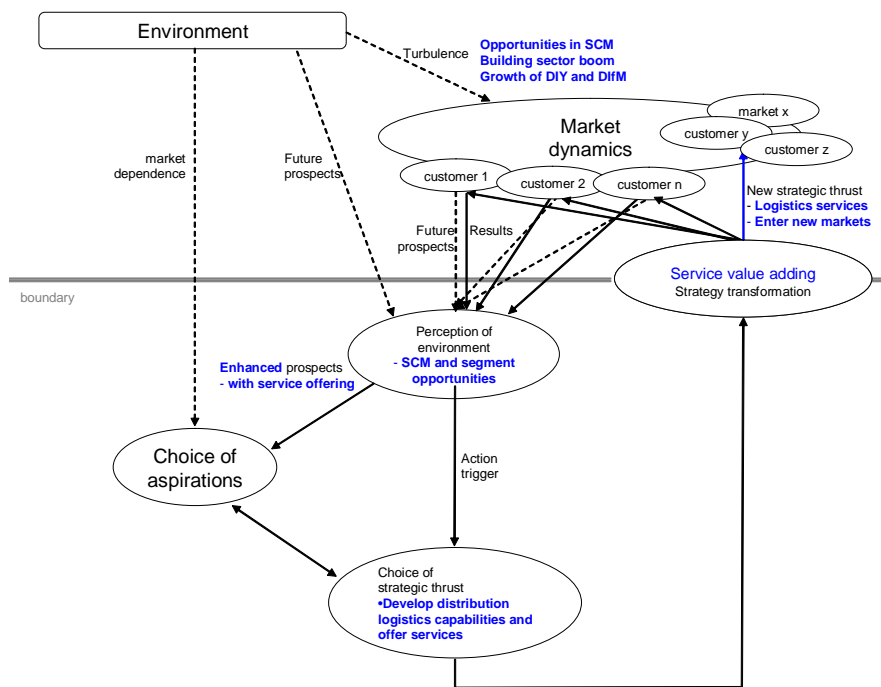 Environment
Turbulence
Opportunities in SCM
Building sector boom
Growth of DIY and DIfM
market x
Market
dynamics
customer y
customer z
market
dependence
Future
prospects
customer 1
customer 2
customer n
New strategic thrust
- Logistics services
- Enter new markets
Future
prospects
Results
Service value adding
Strategy transformation
boundary
Perception of
environment
- SCM and segment
opportunities
Enhanced prospects
- with service offering
Choice of
aspirations
Action
trigger
Choice of
strategic thrust
•Develop distribution
logistics capabilities and
offer services